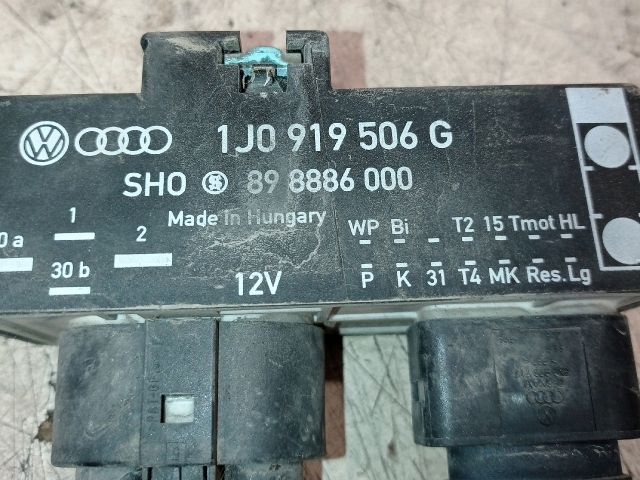 1J0 919 506 G
SHO 89 8886 000
Made in Hungary
0a 1 2
30 b
12V
WP Bi T2 15 Tmot HL
P K 31 T4 MK Res. Lg